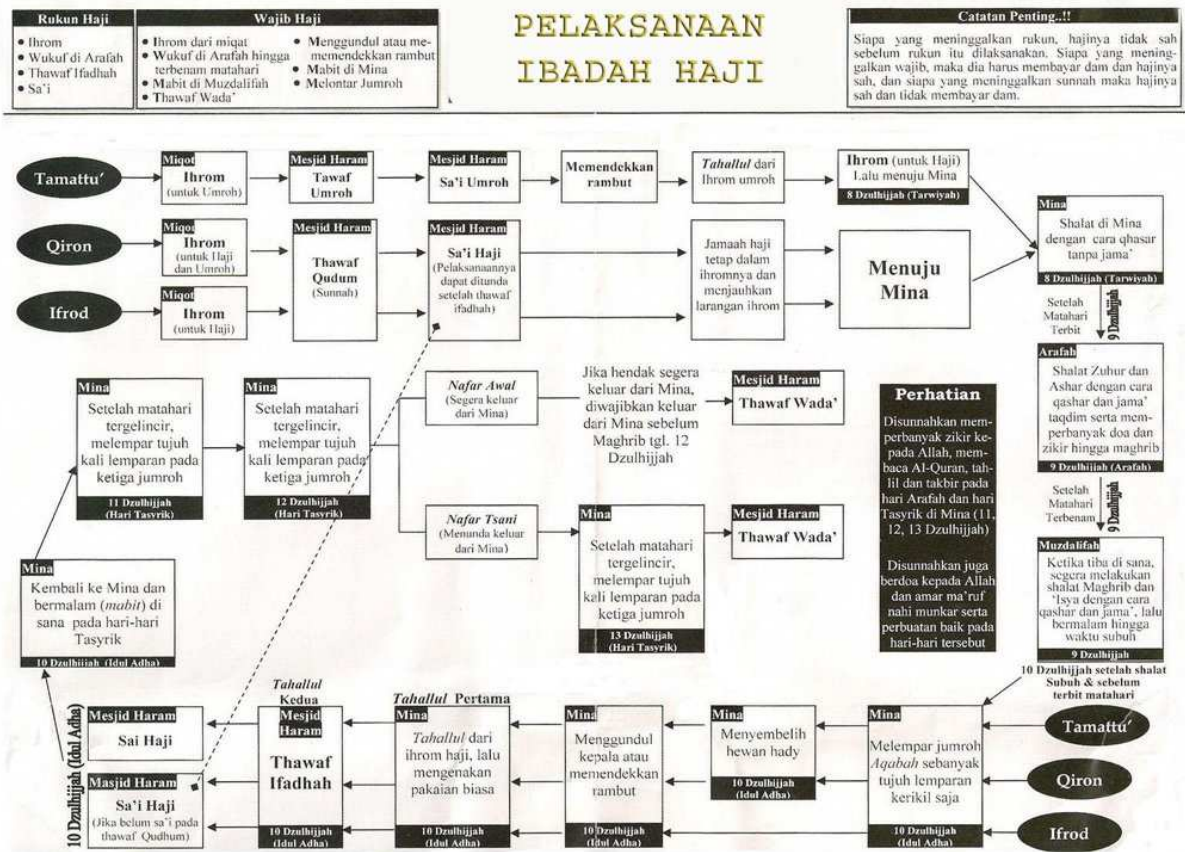 Rukun Haji
• Ihrom
• Wukuf di Arafah
• Thawaf Ifadhah
• Sa'i
Wajib Haji
• Ihrom dari miqat
• Wukuf di Arafah hingga
terbenam matahari
• Mabit di Muzdalifah
• Thawaf Wada'
• Menggundul atau me-
memendekkan rambut
• Mabit di Mina
• Melontar Jumroh
PELAKSANAAN
IBADAH HAJI
Catatan Penting..!!
Siapa yang meninggalkan rukun, hajinya tidak sah
sebelum rukun itu dilaksanakan. Siapa yang mening-
galkan wajib, maka dia harus membayar dam dan hajinya
sah, dan siapa yang meninggalkan sunnah maka hajinya
sah dan tidak membayar dam.
Tamattu'
Miqot
Ihrom
(untuk Umroh)
Mesjid Haram
Tawaf
Umroh
Mesjid Haram
Sa'i Umroh
Memendekkan
rambut
Tahallul dari
Ihrom umroh
Ihrom (untuk Haji)
Lalu menuju Mina
8 Dzulhijjah (Tarwiyah)
Qiron
Miqot
Ihrom
(untuk Haji
dan Umroh)
Ifrod
Miqot
Ihrom
(untuk Haji)
Mesjid Haram
Thawaf
Qudum
(Sunnah)
Mesjid Haram
Sa'i Haji
(Pelaksanaannya
dapat ditunda
setelah thawaf
ifadhah)
Jamaah haji
tetap dalam
ihromnya dan
menjauhkan
larangan ihrom
Menuju
Mina
Mina
Shalat di Mina
dengan cara qhasar
tanpa jama'
8 Dzulhijjah (Tarwiyah)
Setelah
Matahari
Terbit
9 Dzulhijjah
Arafah
Shalat Zuhur dan
Ashar dengan cara
qashar dan jama'
taqdim serta mem-
perbanyak doa dan
zikir hingga maghrib
9 Dzulhijjah (Arafah)
Setelah
Matahari
Terbenam
9 Dzulhijjah
Muzdalifah
Ketika tiba di sana,
segera melakukan
shalat Maghrib dan
'Isya dengan cara
qashar dan jama', lalu
bermalam hingga
waktu subuh
9 Dzulhijjah
10 Dzulhijjah setelah shalat
Subuh & sebelum
terbit matahari
Mina
Setelah matahari
tergelincir,
melempar tujuh
kali lemparan pada
ketiga jumroh
11 Dzulhijjah
(Hari Tasyrik)
Mina
Setelah matahari
tergelincir,
melempar tujuh
kali lemparan pada
ketiga jumroh
12 Dzulhijjah
(Hari Tasyrik)
Nafar Awal
(Segera keluar
dari Mina)
Jika hendak segera
keluar dari Mina,
diwajibkan keluar
dari Mina sebelum
Maghrib tgl. 12
Dzulhijjah
Mesjid Haram
Thawaf Wada'
Nafar Tsani
(Menunda keluar
dari Mina)
Mina
Setelah matahari
tergelincir,
melempar tujuh
kali lemparan pada
ketiga jumroh
13 Dzulhijjah
(Hari Tasyrik)
Mesjid Haram
Thawaf Wada'
Perhatian
Disunnahkan mem-
perbanyak zikir ke-
pada Allah, mem-
baca Al-Quran, tah-
lil dan takbir pada
hari Arafah dan hari
Tasyrik di Mina (11,
12, 13 Dzulhijjah)
Disunnahkan juga
berdoa kepada Allah
dan amar ma'ruf
nahi munkar serta
perbuatan baik pada
hari-hari tersebut
Mina
Kembali ke Mina dan
bermalam (mabit) di
sana pada hari-hari
Tasyrik
10 Dzulhijjah (Idul Adha)
10 Dzulhijjah (Idul Adha)
Mesjid Haram
Sai Haji
Masjid Haram
Sa'i Haji
(Jika belum sa'i pada
thawaf Qudhum)
Tahallul
Kedua
Mesjid
Haram
Thawaf
Ifadhah
10 Dzulhijjah
(Idul Adha)
Tahallul Pertama
Mina
Tahallul dari
ihrom haji, lalu
mengenakan
pakaian biasa
10 Dzulhijjah
(Idul Adha)
Mina
Menggundul
kepala atau
memendekkan
rambut
10 Dzulhijjah
(Idul Adha)
Mina
Menyembelih
hewan hady
10 Dzulhijjah
(Idul Adha)
Mina
Melempar jumroh
Aqabah sebanyak
tujuh lemparan
kerikil saja
10 Dzulhijjah
(Idul Adha)
Tamattu'
Qiron
Ifrod